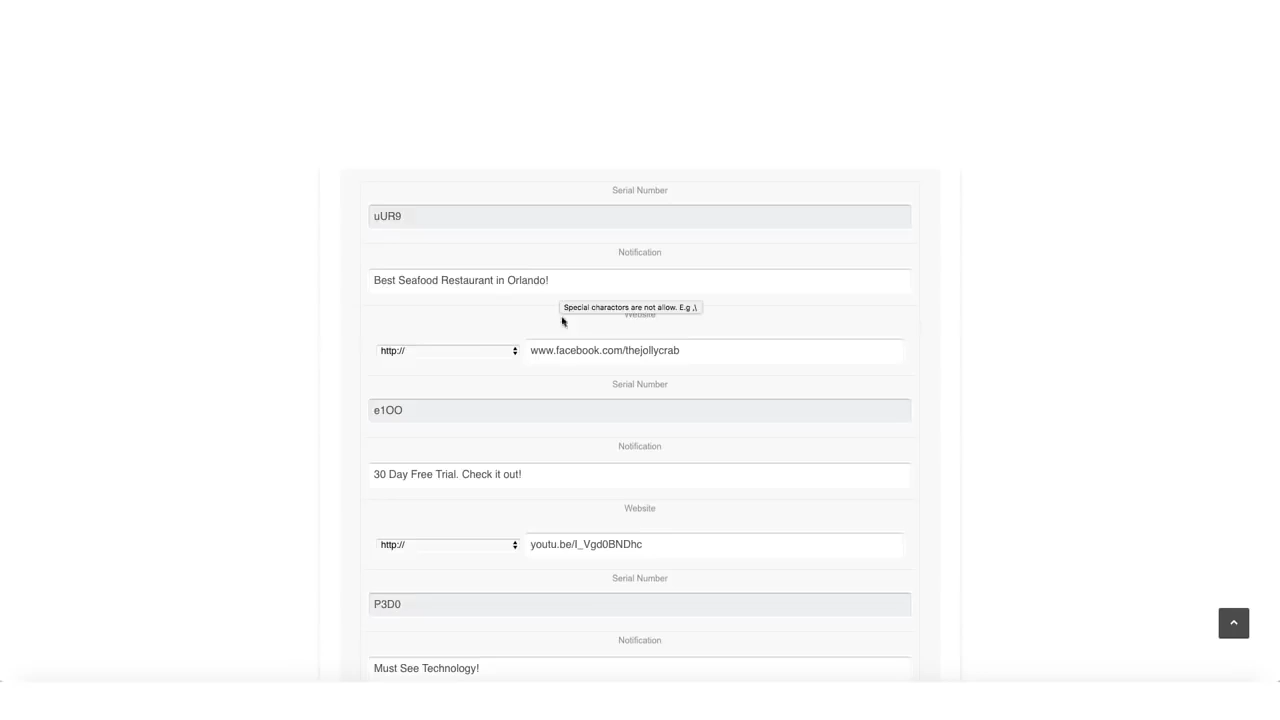 Serial Number
uUR9
Notification
Best Seafood Restaurant in Orlando!
Special charactors are not allow. E.g ,\
Website
http://
www.facebook.com/thejollycrab
Serial Number
e1OO
Notification
30 Day Free Trial. Check it out!
Website
http://
youtu.be/I_Vgd0BNDhc
Serial Number
P3D0
Notification
Must See Technology!